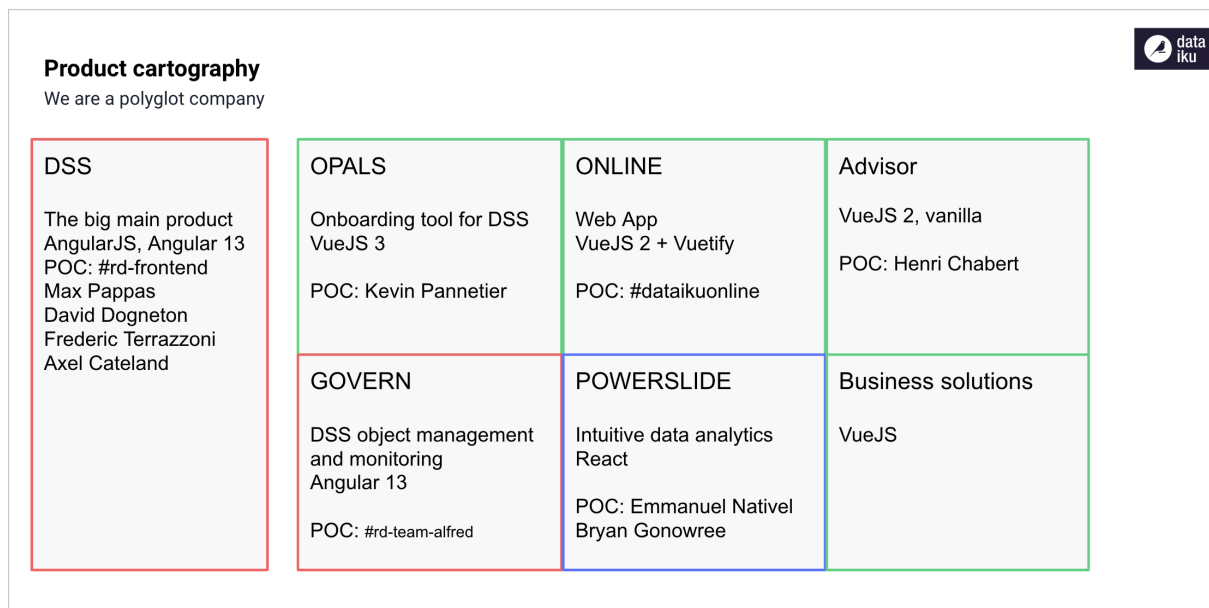 Product cartography
We are a polyglot company
data
iku
DSS
The big main product
AngularJS, Angular 13
POC: #rd-frontend
Max Pappas
David Dogneton
Frederic Terrazzoni
Axel Cateland
OPALS
Onboarding tool for DSS
VueJS 3
POC: Kevin Pannetier
ONLINE
Web App
VueJS 2 + Vuetify
POC: #dataikuonline
Advisor
VueJS 2, vanilla
POC: Henri Chabert
GOVERN
DSS object management
and monitoring
Angular 13
POC: #rd-team-alfred
POWERSLIDE
Intuitive data analytics
React
POC: Emmanuel Nativel
Bryan Gonowree
Business solutions
VueJS